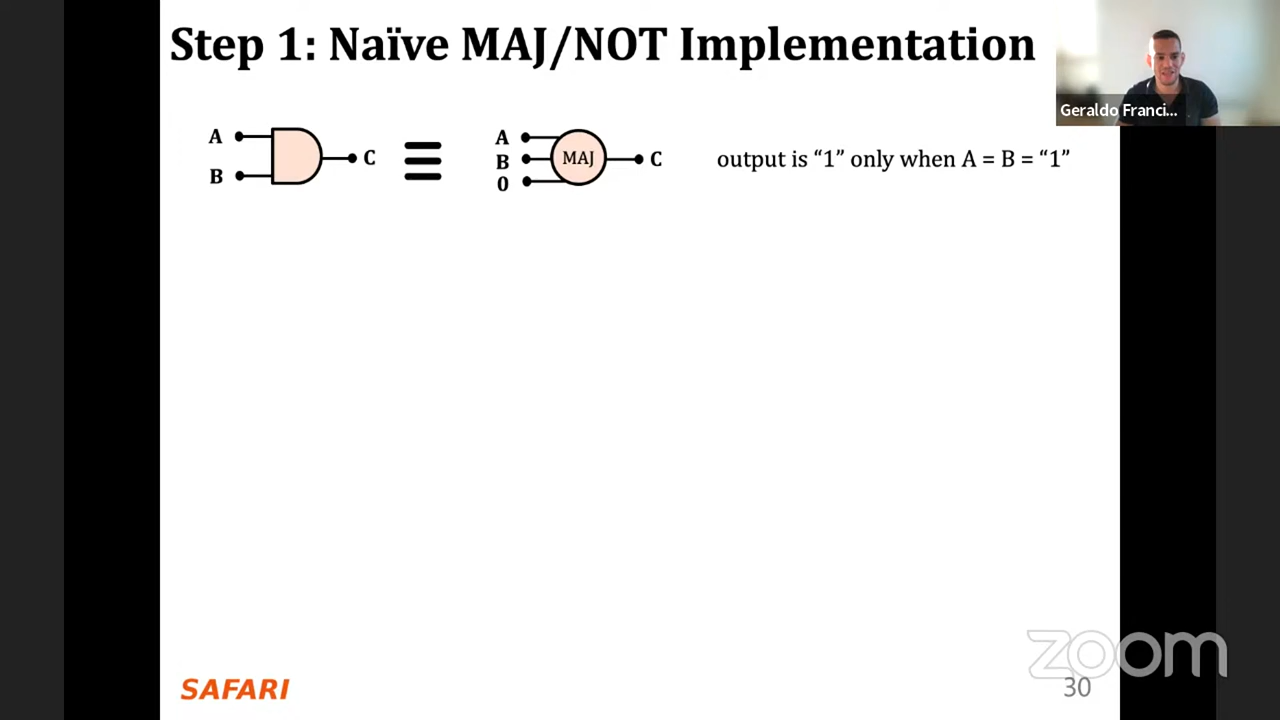 Step 1: Naïve MAJ/NOT Implementation
Geraldo Franci...
A
B
C
A
B
0
MAJ
C
output is “1” only when A = B = “1”
zoom
SAFARI
30